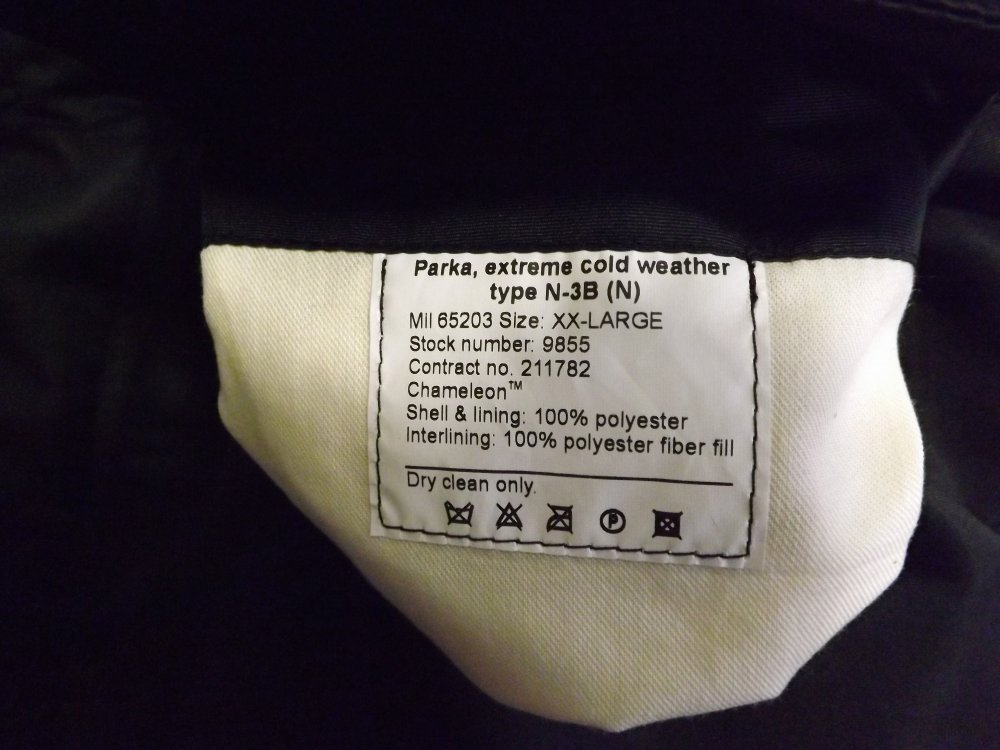 Parka, extreme cold weather
type N-3B (N)
Mil 65203 Size: XX-LARGE
Stock number: 9855
Contract no. 211782
Chameleon™
Shell & lining: 100% polyester
Interlining: 100% polyester fiber fill
Dry clean only.
P